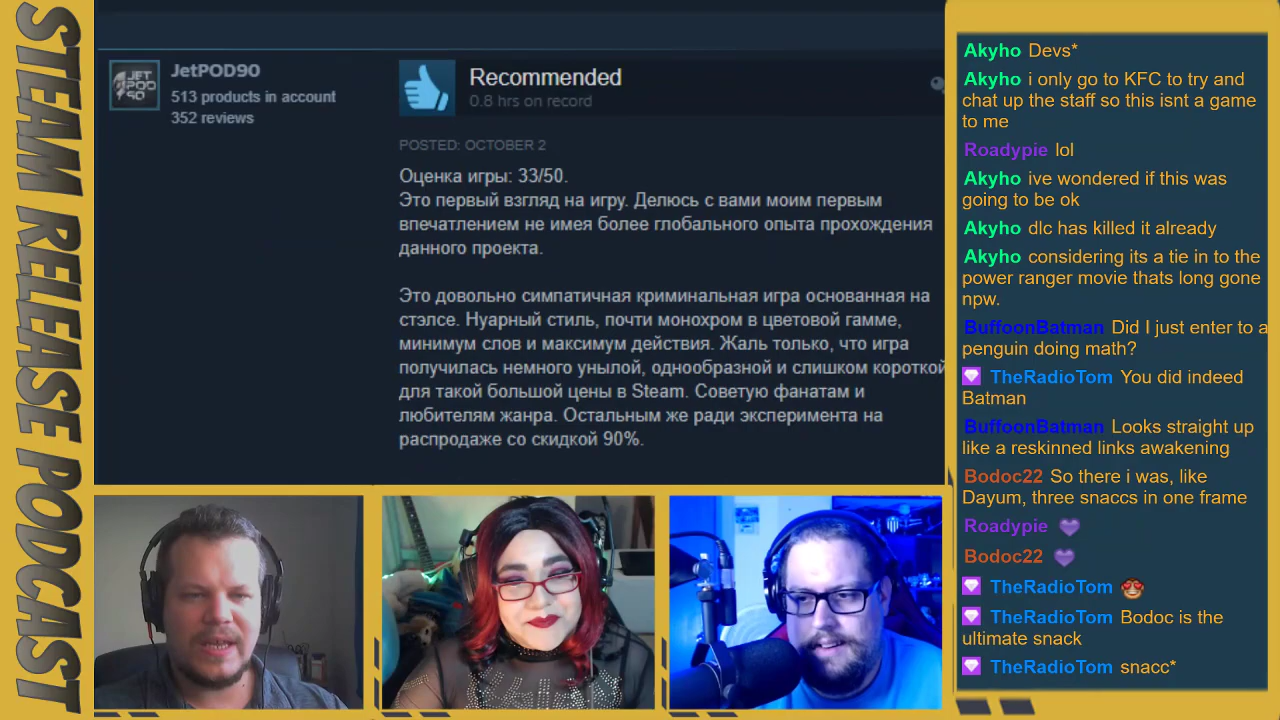 STEAM RELEASE PODCAST
JetPOD90
513 products in account
352 reviews
JET
POD
90
Recommended
0.8 hrs on record
POSTED: OCTOBER 2
Оценка игры: 33/50.
Это первый взгляд на игру. Делюсь с вами моим первым
впечатлением не имея более глобального опыта прохождения
данного проекта.
Это довольно симпатичная криминальная игра основанная на
стэлсе. Нуарный стиль, почти монохром в цветовой гамме,
минимум слов и максимум действия. Жаль только, что игра
получилась немного унылой, однообразной и слишком короткой
для такой большой цены в Steam. Советую фанатам и
любителям жанра. Остальным же ради эксперимента на
распродаже со скидкой 90%.
Akyho Devs*
Akyho i only go to KFC to try and
chat up the staff so this isnt a game
to me
Roadypie lol
Akyho ive wondered if this was
going to be ok
Akyho dlc has killed it already
Akyho considering its a tie in to the
power ranger movie thats long gone
npw.
BuffoonBatman Did I just enter to a
penguin doing math?
TheRadioTom You did indeed
Batman
BuffoonBatman Looks straight up
like a reskinned links awakening
Bodoc22 So there i was, like
Dayum, three snaccs in one frame
Roadypie
Bodoc22
TheRadioTom
TheRadioTom Bodoc is the
ultimate snack
TheRadioTom snacc*